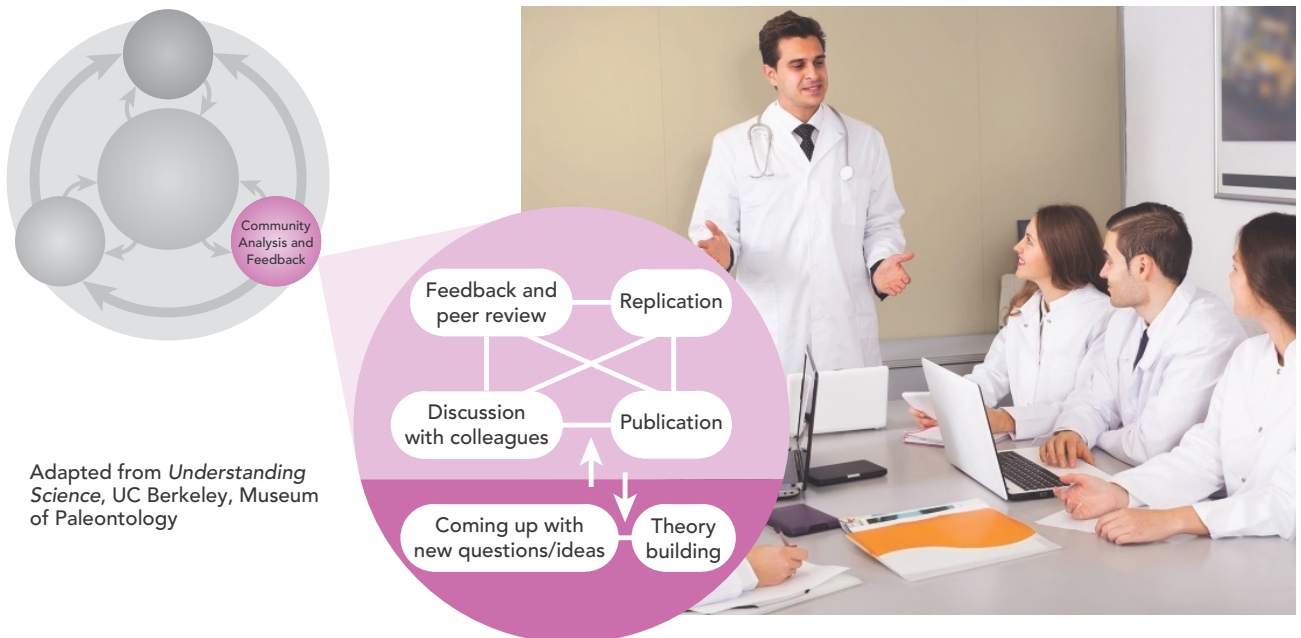 Community
Analysis and
Feedback
Feedback and
peer review
Replication
Discussion
with colleagues
Publication
Coming up with
new questions/ideas
Theory
building
Adapted from Understanding
Science, UC Berkeley, Museum
of Paleontology